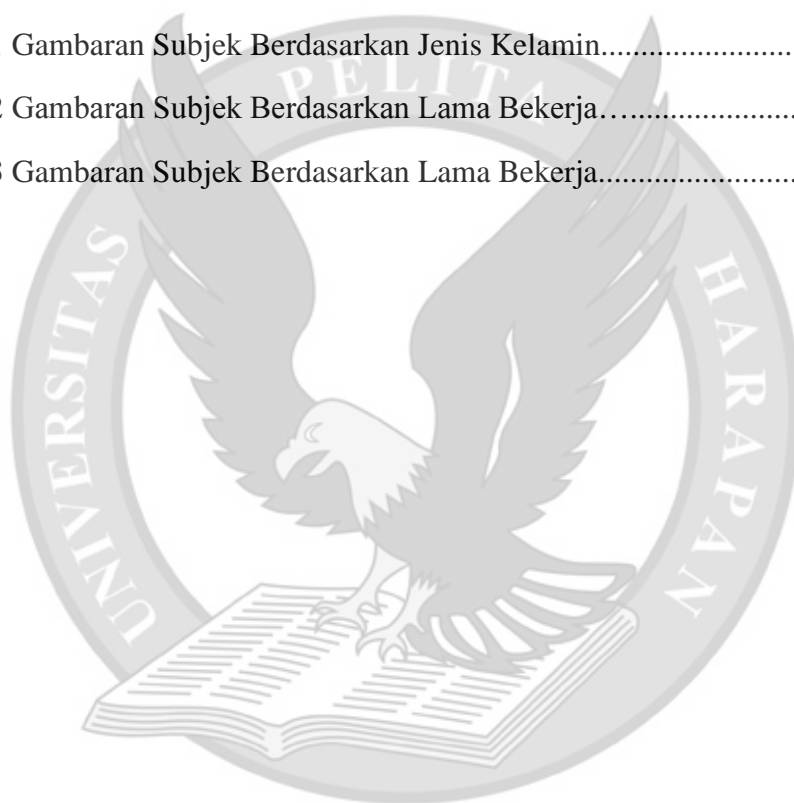 Gambaran Subjek Berdasarkan Jenis Kelamin........................
2 Gambaran Subjek Berdasarkan Lama Bekerja….....................
Gambaran Subjek Berdasarkan Lama Bekerja........................
UNIVERSITAS PELITA HARAPAN